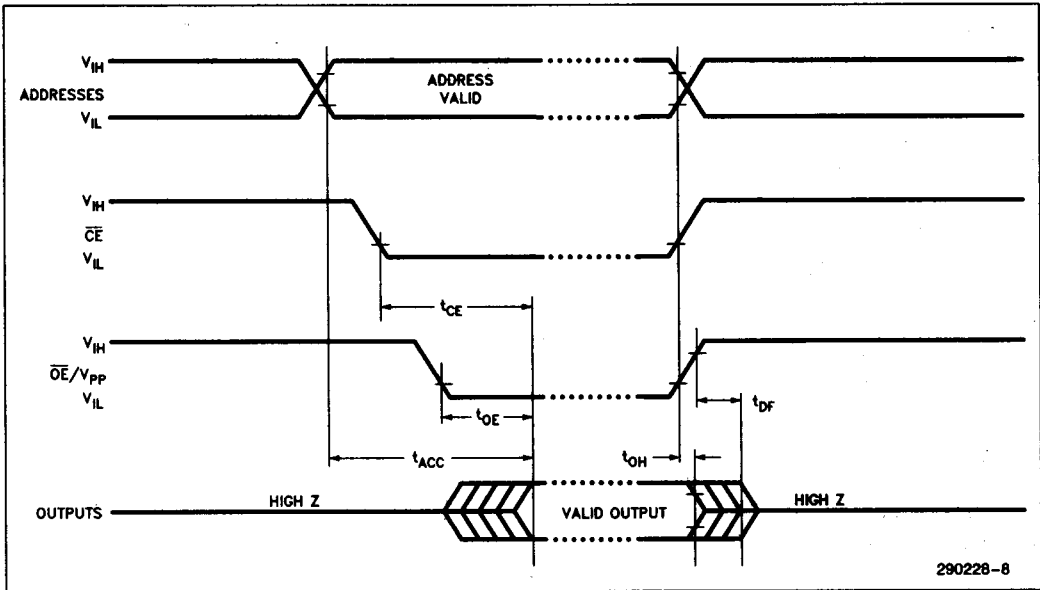 V_IH
ADDRESSES
V_IL
ADDRESS
VALID
V_IH
C̅E̅
V_IL
t_CE
V_IH
O̅E̅/V_PP
V_IL
t_OE
t_DF
t_ACC
t_OH
OUTPUTS
HIGH Z
VALID OUTPUT
HIGH Z
290228-8